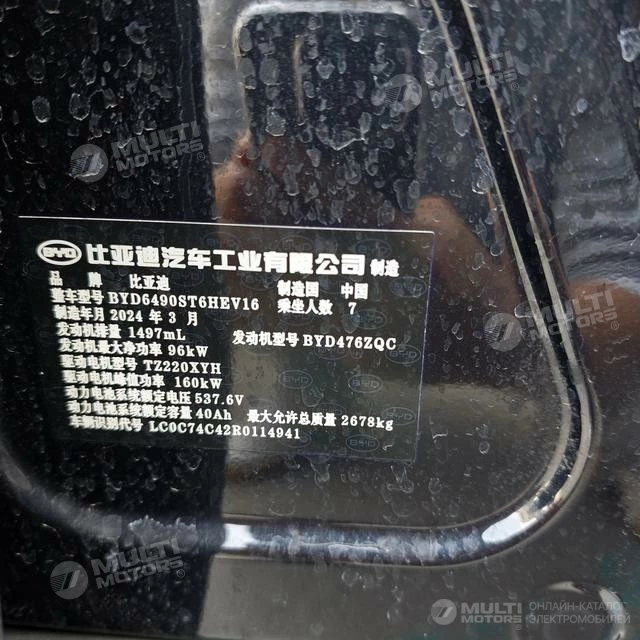 MULTI MOTORS
MULTI MOTORS
MULTI MOTORS
BYD 比亚迪汽车工业有限公司 制造
品 牌 比亚迪 制造国 中国
整车型号 BYD6490ST6HEV16 乘坐人数 7
制造年月 2024 年 3 月
发动机排量 1497mL 发动机型号 BYD476ZQC
发动机最大净功率 96kW
驱动电机型号 TZ220XYH
驱动电机峰值功率 160kW
动力电池系统额定电压 537.6V
动力电池系统额定容量 40Ah 最大允许总质量 2678kg
车辆识别代号 LC0C74C42R0114941
MULTI MOTORS
MULTI MOTORS
MULTI MOTORS ОНЛАЙН-КАТАЛОГ ЭЛЕКТРОМОБИЛЕЙ